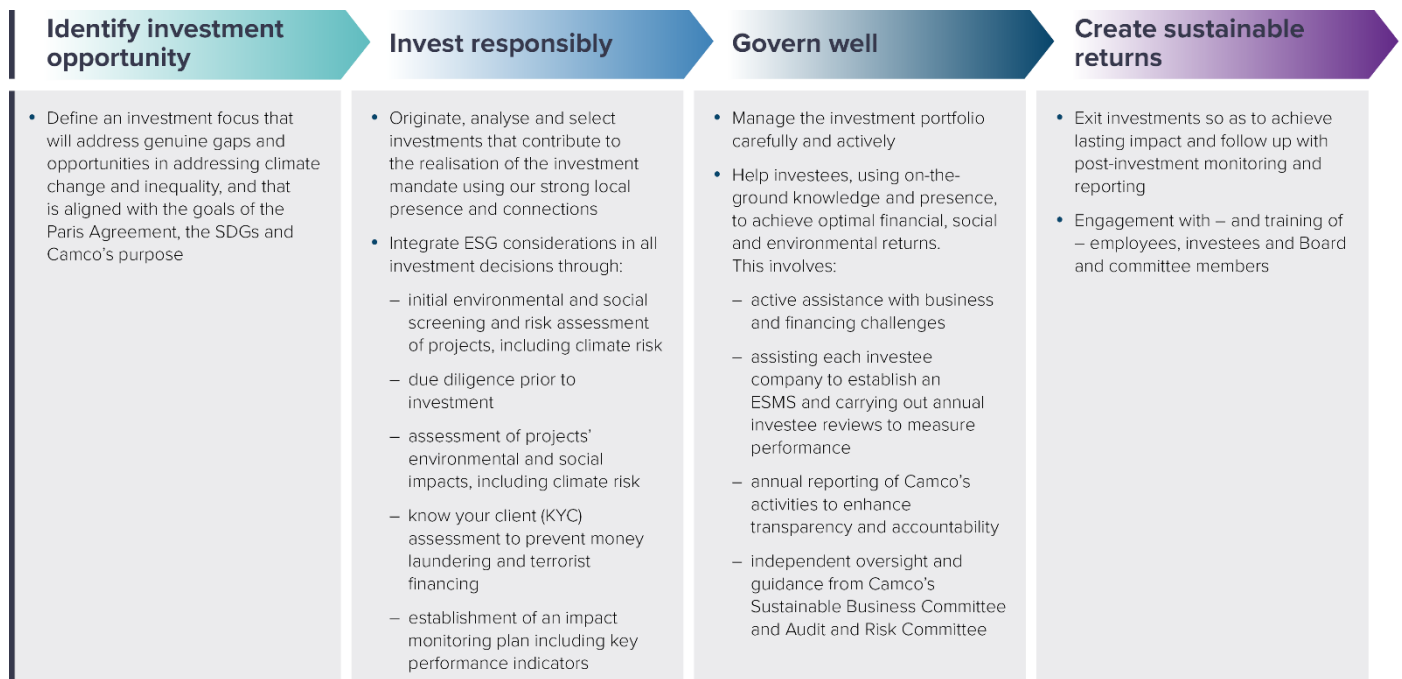 Identify investment
opportunity
• Define an investment focus that
will address genuine gaps and
opportunities in addressing climate
change and inequality, and that
is aligned with the goals of the
Paris Agreement, the SDGs and
Camco's purpose
Invest responsibly
• Originate, analyse and select
investments that contribute to
the realisation of the investment
mandate using our strong local
presence and connections
• Integrate ESG considerations in all
investment decisions through:
– initial environmental and social
screening and risk assessment
of projects, including climate risk
– due diligence prior to
investment
– assessment of projects'
environmental and social
impacts, including climate risk
– know your client (KYC)
assessment to prevent money
laundering and terrorist
financing
– establishment of an impact
monitoring plan including key
performance indicators
Govern well
• Manage the investment portfolio
carefully and actively
• Help investees, using on-the-
ground knowledge and presence,
to achieve optimal financial, social
and environmental returns.
This involves:
– active assistance with business
and financing challenges
– assisting each investee
company to establish an
ESMS and carrying out annual
investee reviews to measure
performance
– annual reporting of Camco's
activities to enhance
transparency and accountability
– independent oversight and
guidance from Camco's
Sustainable Business Committee
and Audit and Risk Committee
Create sustainable
returns
• Exit investments so as to achieve
lasting impact and follow up with
post-investment monitoring and
reporting
• Engagement with – and training of
– employees, investees and Board
and committee members